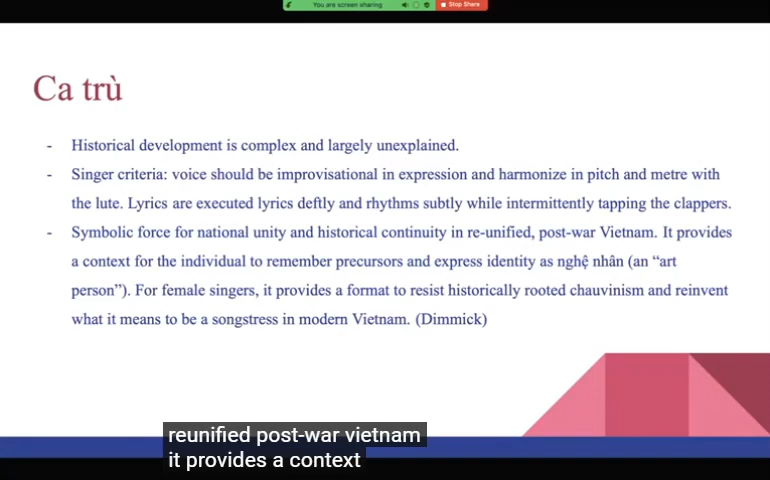 You are screen sharing
Stop Share
Ca trù
- Historical development is complex and largely unexplained.
- Singer criteria: voice should be improvisational in expression and harmonize in pitch and metre with
the lute. Lyrics are executed lyrics deftly and rhythms subtly while intermittently tapping the clappers.
- Symbolic force for national unity and historical continuity in re-unified, post-war Vietnam. It provides
a context for the individual to remember precursors and express identity as nghệ nhân (an “art
person”). For female singers, it provides a format to resist historically rooted chauvinism and reinvent
what it means to be a songstress in modern Vietnam. (Dimmick)
reunified post-war vietnam
it provides a context